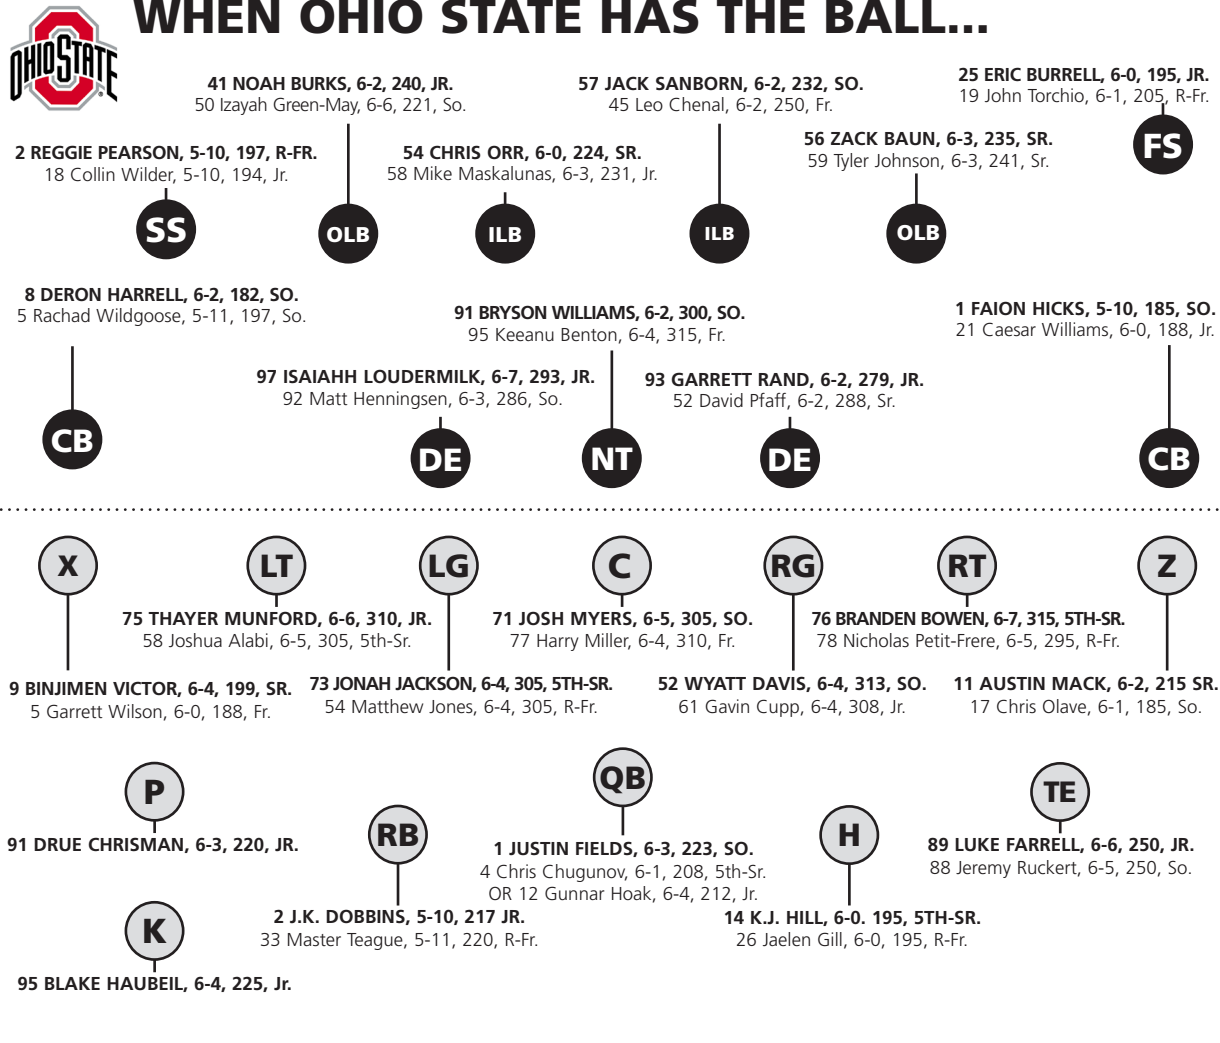 WHEN OHIO STATE HAS THE BALL...
OHIO STATE
®
41 NOAH BURKS, 6-2, 240, JR.
50 Izayah Green-May, 6-6, 221, So.
57 JACK SANBORN, 6-2, 232, SO.
45 Leo Chenal, 6-2, 250, Fr.
25 ERIC BURRELL, 6-0, 195, JR.
19 John Torchio, 6-1, 205, R-Fr.
FS
2 REGGIE PEARSON, 5-10, 197, R-FR.
18 Collin Wilder, 5-10, 194, Jr.
54 CHRIS ORR, 6-0, 224, SR.
58 Mike Maskalunas, 6-3, 231, Jr.
56 ZACK BAUN, 6-3, 235, SR.
59 Tyler Johnson, 6-3, 241, Sr.
SS
OLB
ILB
ILB
OLB
8 DERON HARRELL, 6-2, 182, SO.
5 Rachad Wildgoose, 5-11, 197, So.
91 BRYSON WILLIAMS, 6-2, 300, SO.
95 Keeanu Benton, 6-4, 315, Fr.
1 FAION HICKS, 5-10, 185, SO.
21 Caesar Williams, 6-0, 188, Jr.
97 ISAIAHH LOUDERMILK, 6-7, 293, JR.
92 Matt Henningsen, 6-3, 286, So.
93 GARRETT RAND, 6-2, 279, JR.
52 David Pfaff, 6-2, 288, Sr.
CB
DE
NT
DE
CB
X
LT
LG
C
RG
RT
Z
75 THAYER MUNFORD, 6-6, 310, JR.
58 Joshua Alabi, 6-5, 305, 5th-Sr.
71 JOSH MYERS, 6-5, 305, SO.
77 Harry Miller, 6-4, 310, Fr.
76 BRANDEN BOWEN, 6-7, 315, 5TH-SR.
78 Nicholas Petit-Frere, 6-5, 295, R-Fr.
9 BINJIMEN VICTOR, 6-4, 199, SR.
5 Garrett Wilson, 6-0, 188, Fr.
73 JONAH JACKSON, 6-4, 305, 5TH-SR.
54 Matthew Jones, 6-4, 305, R-Fr.
52 WYATT DAVIS, 6-4, 313, SO.
61 Gavin Cupp, 6-4, 308, Jr.
11 AUSTIN MACK, 6-2, 215 SR.
17 Chris Olave, 6-1, 185, So.
P
91 DRUE CHRISMAN, 6-3, 220, JR.
RB
2 J.K. DOBBINS, 5-10, 217 JR.
33 Master Teague, 5-11, 220, R-Fr.
QB
1 JUSTIN FIELDS, 6-3, 223, SO.
4 Chris Chugunov, 6-1, 208, 5th-Sr.
OR 12 Gunnar Hoak, 6-4, 212, Jr.
H
14 K.J. HILL, 6-0. 195, 5TH-SR.
26 Jaelen Gill, 6-0, 195, R-Fr.
TE
89 LUKE FARRELL, 6-6, 250, JR.
88 Jeremy Ruckert, 6-5, 250, So.
K
95 BLAKE HAUBEIL, 6-4, 225, Jr.